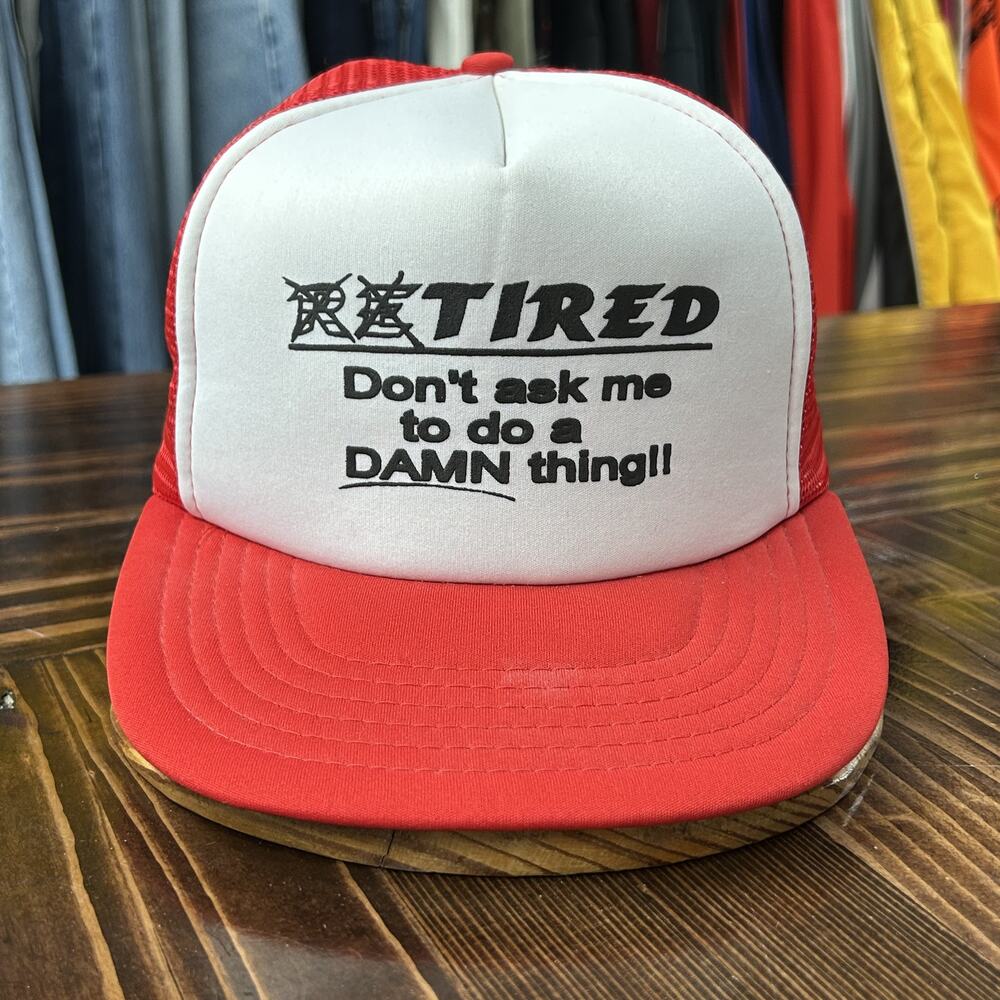 RETIRED
Don't ask me
to do a
DAMN thing!!